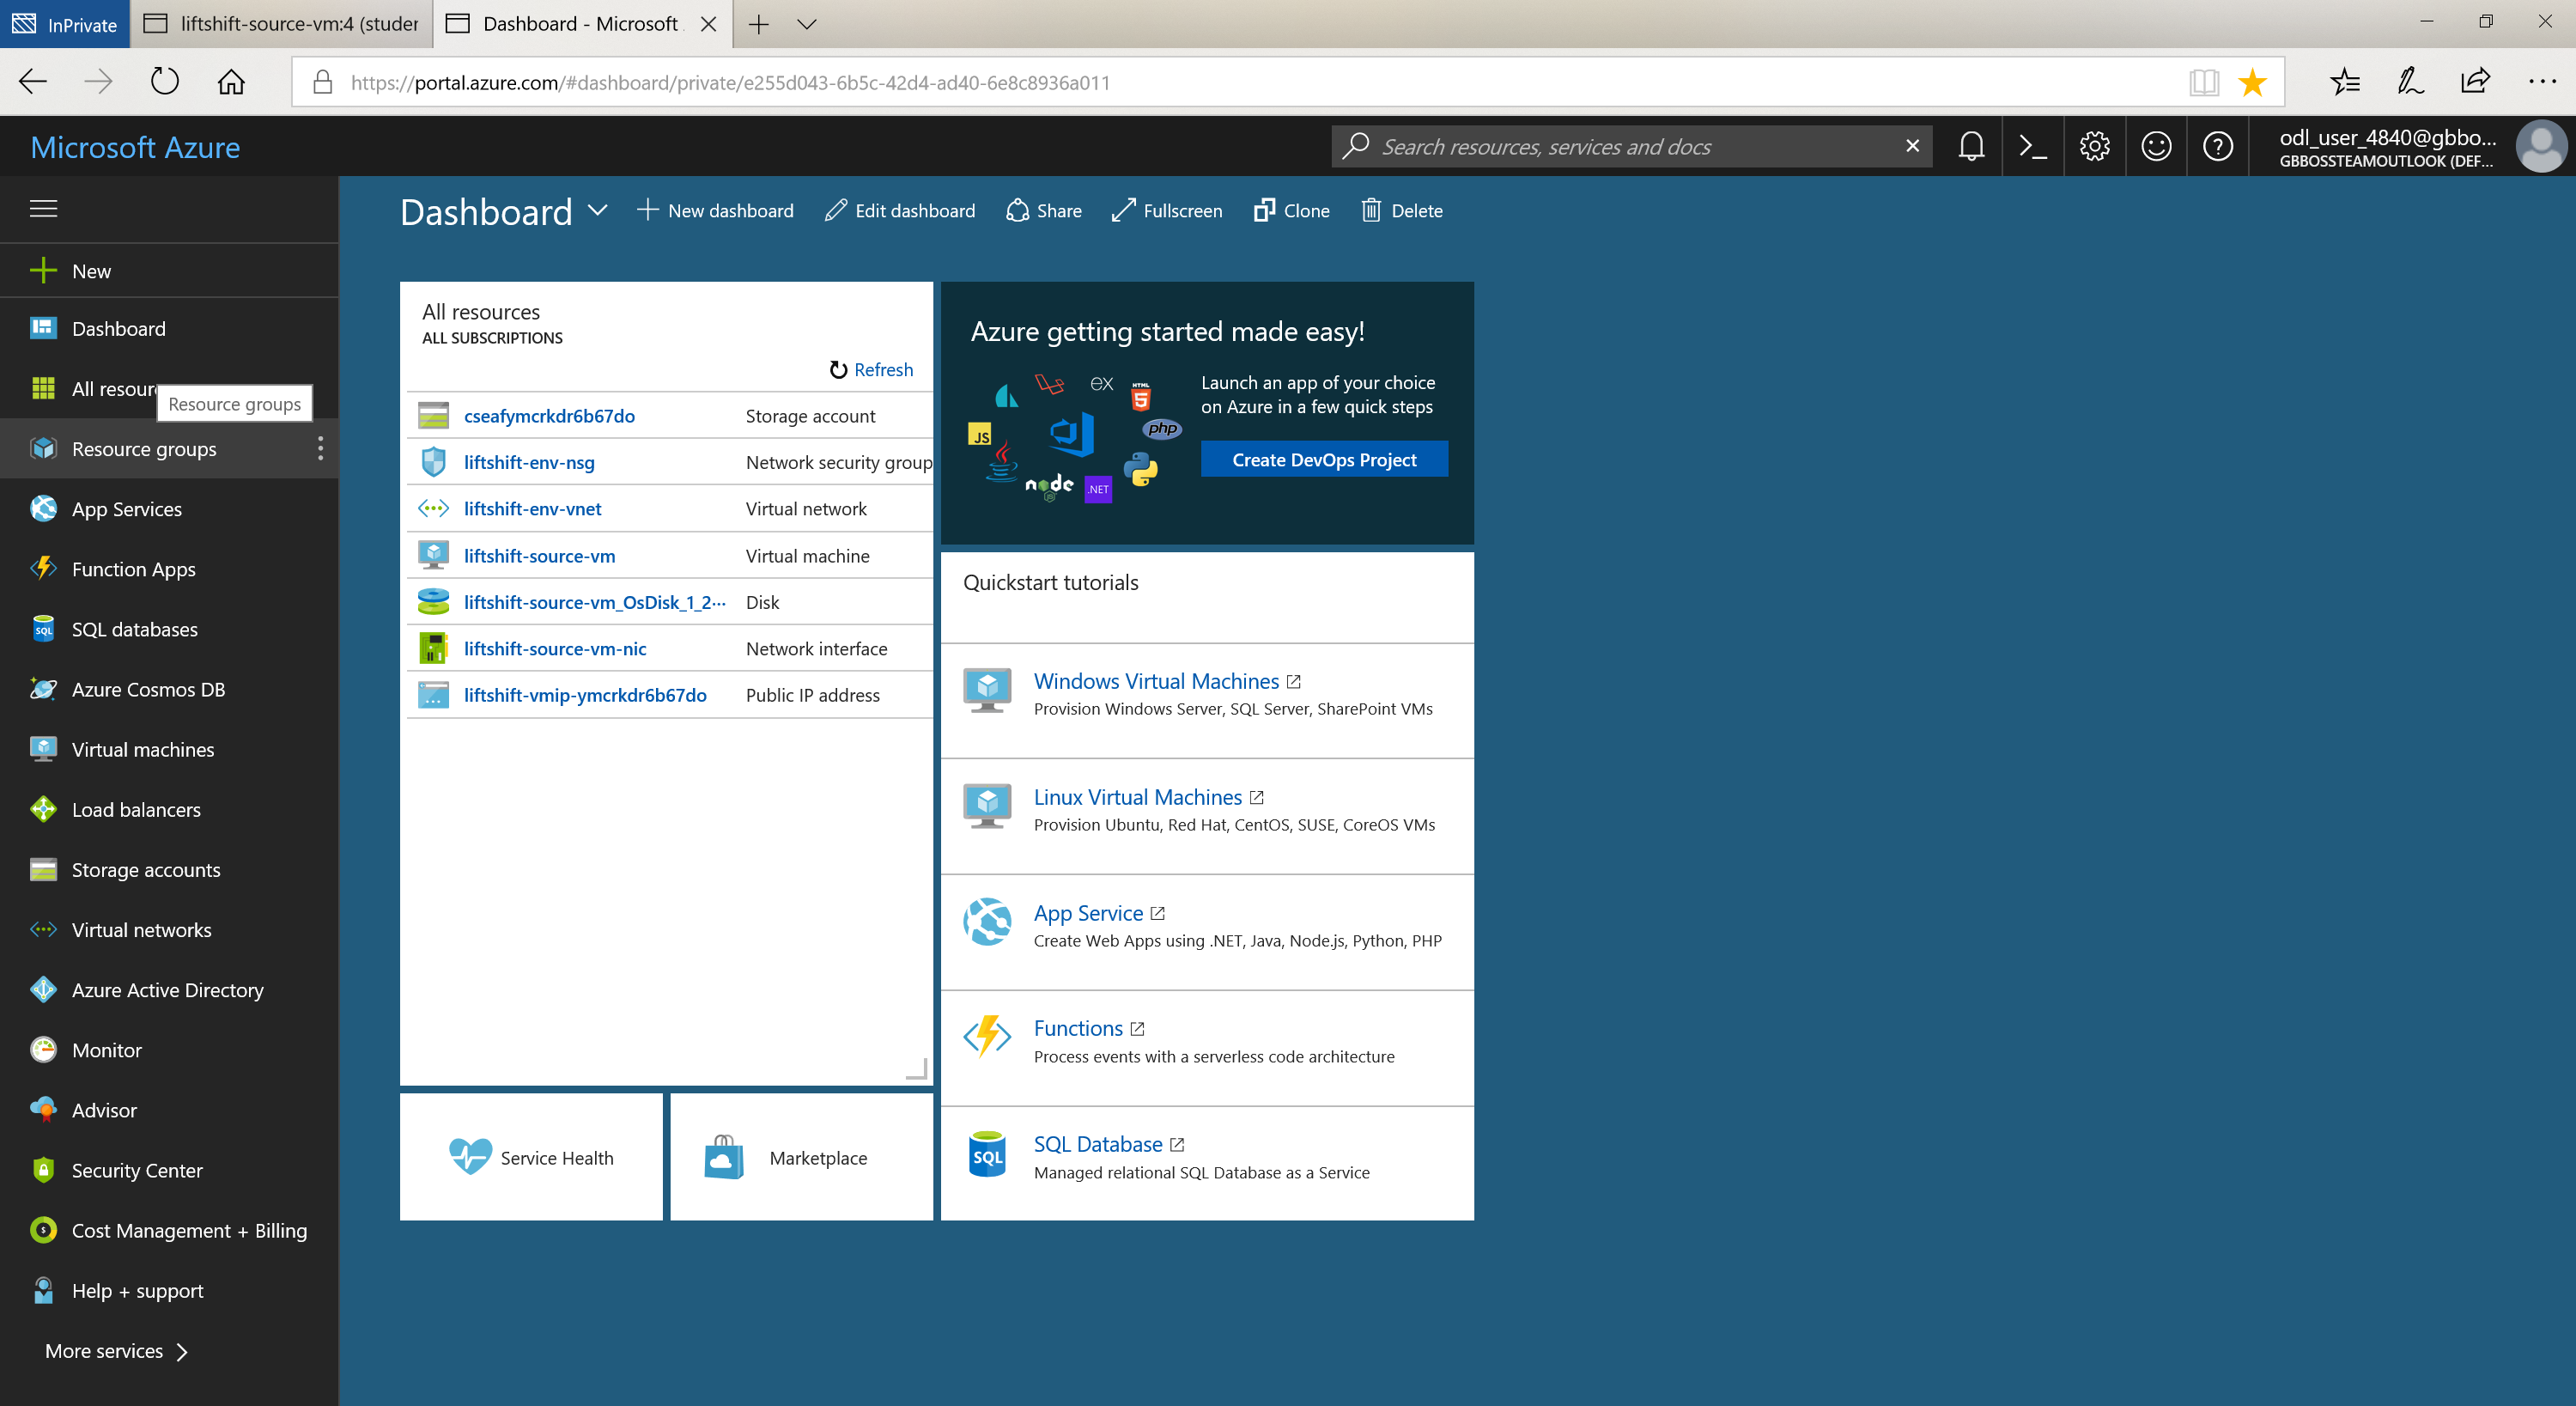 InPrivate
liftshift-source-vm:4 (studer
Dashboard - Microsoft
https://portal.azure.com/#dashboard/private/e255d043-6b5c-42d4-ad40-6e8c8936a011
Microsoft Azure
Search resources, services and docs
odl_user_4840@gbbo...
GBBOSSTEAMOUTLOOK (DEF...
New
Dashboard
All resour
Resource groups
Resource groups
App Services
Function Apps
SQL databases
Azure Cosmos DB
Virtual machines
Load balancers
Storage accounts
Virtual networks
Azure Active Directory
Monitor
Advisor
Security Center
Cost Management + Billing
Help + support
More services
Dashboard
New dashboard
Edit dashboard
Share
Fullscreen
Clone
Delete
All resources
ALL SUBSCRIPTIONS
Refresh
cseafymcrkdr6b67do Storage account
liftshift-env-nsg Network security group
liftshift-env-vnet Virtual network
liftshift-source-vm Virtual machine
liftshift-source-vm_OsDisk_1_2... Disk
liftshift-source-vm-nic Network interface
liftshift-vmip-ymcrkdr6b67do Public IP address
Service Health
Marketplace
Azure getting started made easy!
ex
HTML
5
JS
php
node
JS
.NET
Launch an app of your choice
on Azure in a few quick steps
Create DevOps Project
Quickstart tutorials
Windows Virtual Machines
Provision Windows Server, SQL Server, SharePoint VMs
Linux Virtual Machines
Provision Ubuntu, Red Hat, CentOS, SUSE, CoreOS VMs
App Service
Create Web Apps using .NET, Java, Node.js, Python, PHP
Functions
Process events with a serverless code architecture
SQL
SQL Database
Managed relational SQL Database as a Service